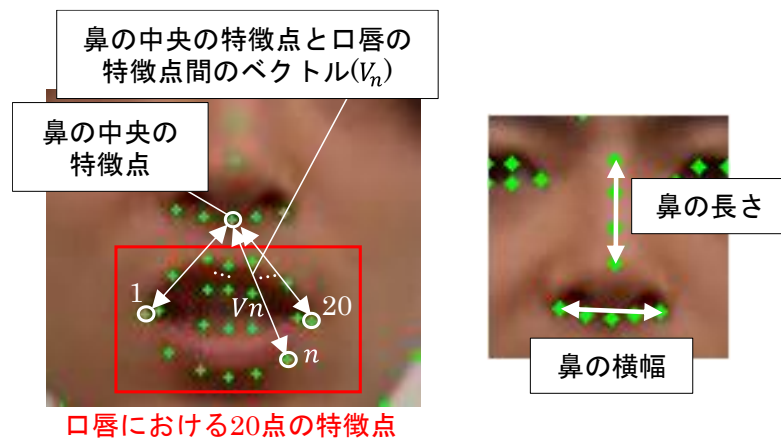 鼻の中央の特徴点と口唇の
特徴点間のベクトル(Vn)
鼻の中央の
特徴点
1
…
…
20
Vn
n
口唇における20点の特徴点
鼻の長さ
鼻の横幅